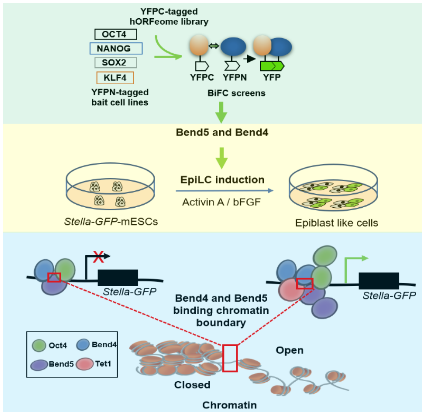 YFPC-tagged
hORFeome library
OCT4
NANOG
SOX2
KLF4
YFPN-tagged
bait cell lines
YFPC
YFPN
YFP
BiFC screens
Bend5 and Bend4
EpiLC induction
Activin A / bFGF
Stella-GFP-mESCs
Epiblast like cells
X
Stella-GFP
Stella-GFP
Bend4 and Bend5
binding chromatin
boundary
Oct4
Bend4
Bend5
Tet1
Open
Closed
Chromatin